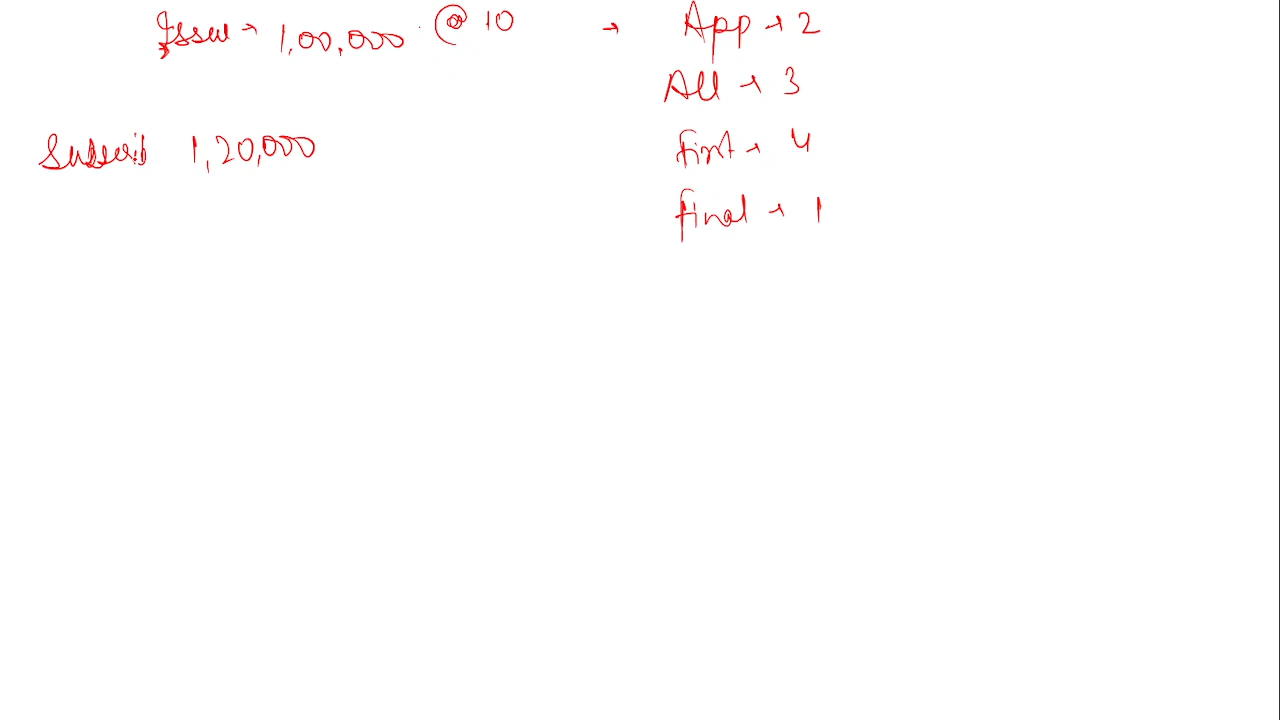 Issue → 1,00,000 @ 10 → App → 2
All → 3
First → 4
Subscrib 1,20,000
Final → 1